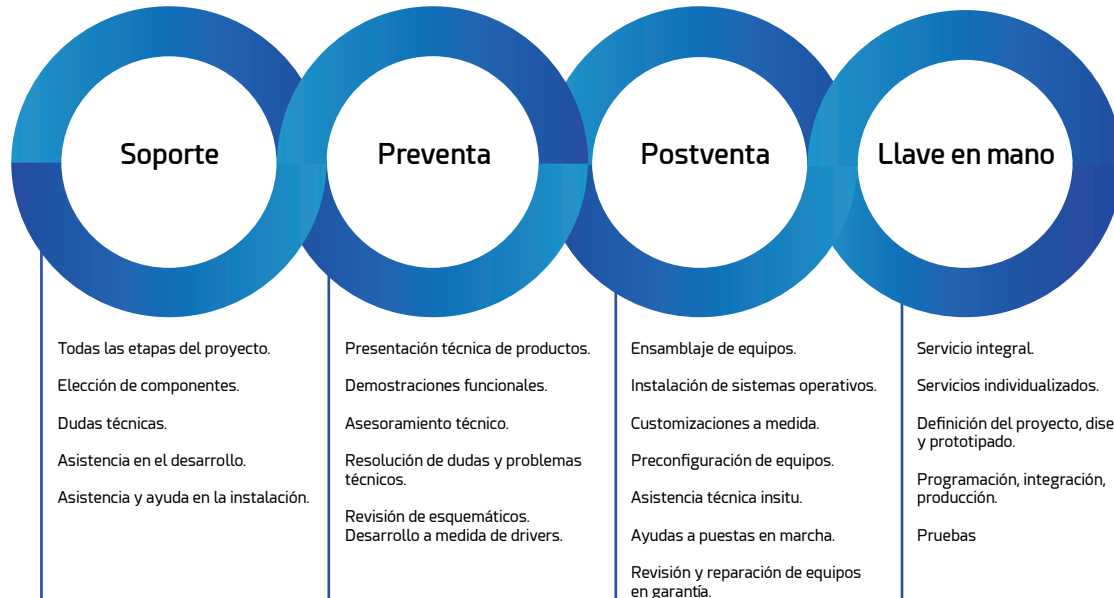 Soporte
Preventa
Postventa
Llave en mano
Todas las etapas del proyecto.
Elección de componentes.
Dudas técnicas.
Asistencia en el desarrollo.
Asistencia y ayuda en la instalación.
Presentación técnica de productos.
Demostraciones funcionales.
Asesoramiento técnico.
Resolución de dudas y problemas
técnicos.
Revisión de esquemáticos.
Desarrollo a medida de drivers.
Ensamblaje de equipos.
Instalación de sistemas operativos.
Customizaciones a medida.
Preconfiguración de equipos.
Asistencia técnica insitu.
Ayudas a puestas en marcha.
Revisión y reparación de equipos
en garantía.
Servicio integral.
Servicios individualizados.
Definición del proyecto,
y prototipado.
Programación, integración,
producción.
Pruebas